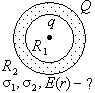 Q
q
R₁
R₂
σ₁, σ₂, E(r) – ?